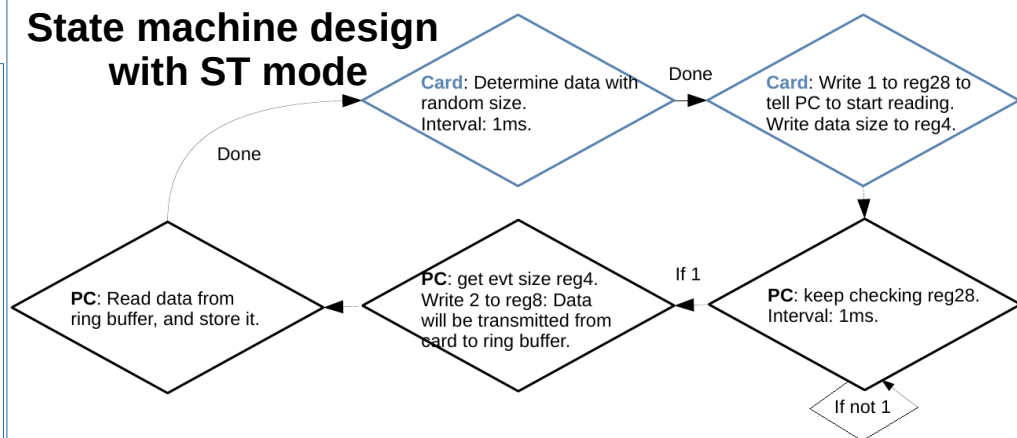 State machine design
with ST mode
Card: Determine data with
random size.
Interval: 1ms.
Done
Card: Write 1 to reg28 to
tell PC to start reading.
Write data size to reg4.
Done
PC: Read data from
ring buffer, and store it.
PC: get evt size reg4.
Write 2 to reg8: Data
will be transmitted from
card to ring buffer.
If 1
PC: keep checking reg28.
Interval: 1ms.
If not 1